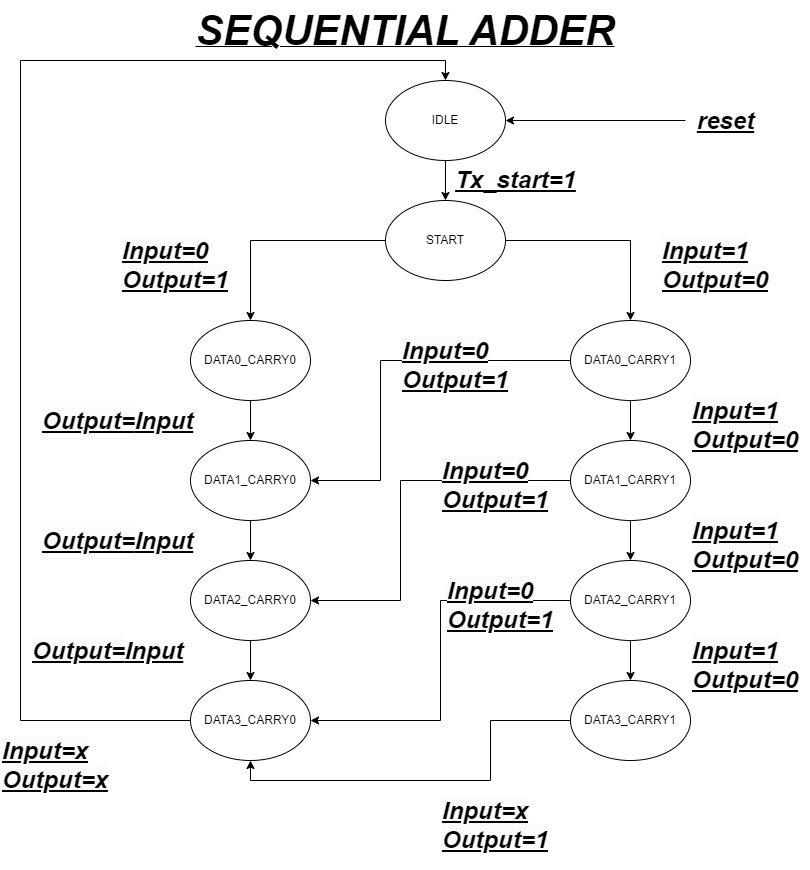 SEQUENTIAL ADDER
IDLE
reset
Tx_start=1
START
Input=0
Output=1
Input=1
Output=0
DATA0_CARRY0
Input=0
Output=1
DATA0_CARRY1
Output=Input
Input=1
Output=0
DATA1_CARRY0
Input=0
Output=1
DATA1_CARRY1
Output=Input
Input=1
Output=0
DATA2_CARRY0
Input=0
Output=1
DATA2_CARRY1
Output=Input
Input=1
Output=0
DATA3_CARRY0
DATA3_CARRY1
Input=x
Output=x
Input=x
Output=1